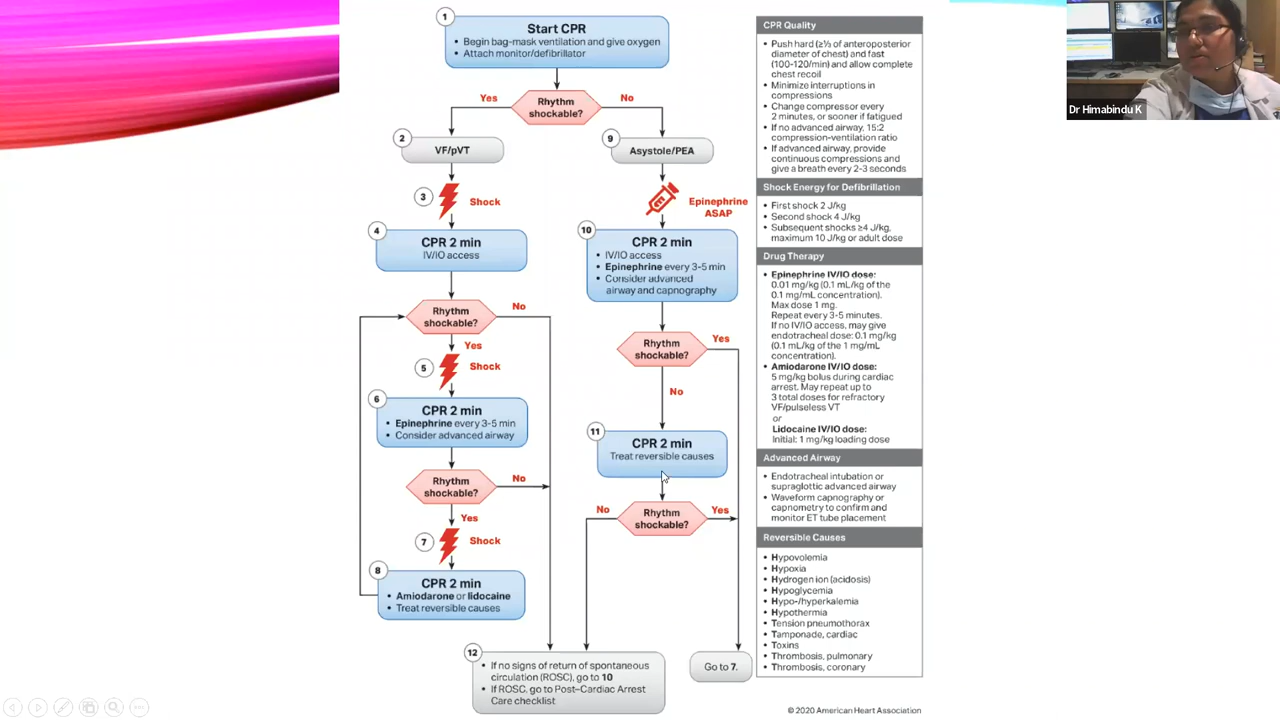 1
Start CPR
• Begin bag-mask ventilation and give oxygen
• Attach monitor/defibrillator
Yes
Rhythm
shockable?
No
2
VF/pVT
3
Shock
4
CPR 2 min
IV/IO access
Rhythm
shockable?
No
Yes
5
Shock
6
CPR 2 min
• Epinephrine every 3-5 min
• Consider advanced airway
Rhythm
shockable?
No
Yes
7
Shock
8
CPR 2 min
• Amiodarone or lidocaine
• Treat reversible causes
9
Asystole/PEA
Epinephrine
ASAP
10
CPR 2 min
• IV/IO access
• Epinephrine every 3-5 min
• Consider advanced
airway and capnography
Rhythm
shockable?
Yes
No
11
CPR 2 min
Treat reversible causes
No
Rhythm
shockable?
Yes
12
• If no signs of return of spontaneous
circulation (ROSC), go to 10
• If ROSC, go to Post–Cardiac Arrest
Care checklist
Go to 7.
CPR Quality
• Push hard (≥⅓ of anteroposterior
diameter of chest) and fast
(100-120/min) and allow complete
chest recoil
• Minimize interruptions in
compressions
• Change compressor every
2 minutes, or sooner if fatigued
• If no advanced airway, 15:2
compression-ventilation ratio
• If advanced airway, provide
continuous compressions and
give a breath every 2-3 seconds
Shock Energy for Defibrillation
• First shock 2 J/kg
• Second shock 4 J/kg
• Subsequent shocks ≥4 J/kg,
maximum 10 J/kg or adult dose
Drug Therapy
• Epinephrine IV/IO dose:
0.01 mg/kg (0.1 mL/kg of the
0.1 mg/mL concentration).
Max dose 1 mg.
Repeat every 3-5 minutes.
If no IV/IO access, may give
endotracheal dose: 0.1 mg/kg
(0.1 mL/kg of the 1 mg/mL
concentration).
• Amiodarone IV/IO dose:
5 mg/kg bolus during cardiac
arrest. May repeat up to
3 total doses for refractory
VF/pulseless VT
or
Lidocaine IV/IO dose:
Initial: 1 mg/kg loading dose
Advanced Airway
• Endotracheal intubation or
supraglottic advanced airway
• Waveform capnography or
capnometry to confirm and
monitor ET tube placement
Reversible Causes
• Hypovolemia
• Hypoxia
• Hydrogen ion (acidosis)
• Hypoglycemia
• Hypo-/hyperkalemia
• Hypothermia
• Tension pneumothorax
• Tamponade, cardiac
• Toxins
• Thrombosis, pulmonary
• Thrombosis, coronary
© 2020 American Heart Association
Dr Himabindu K